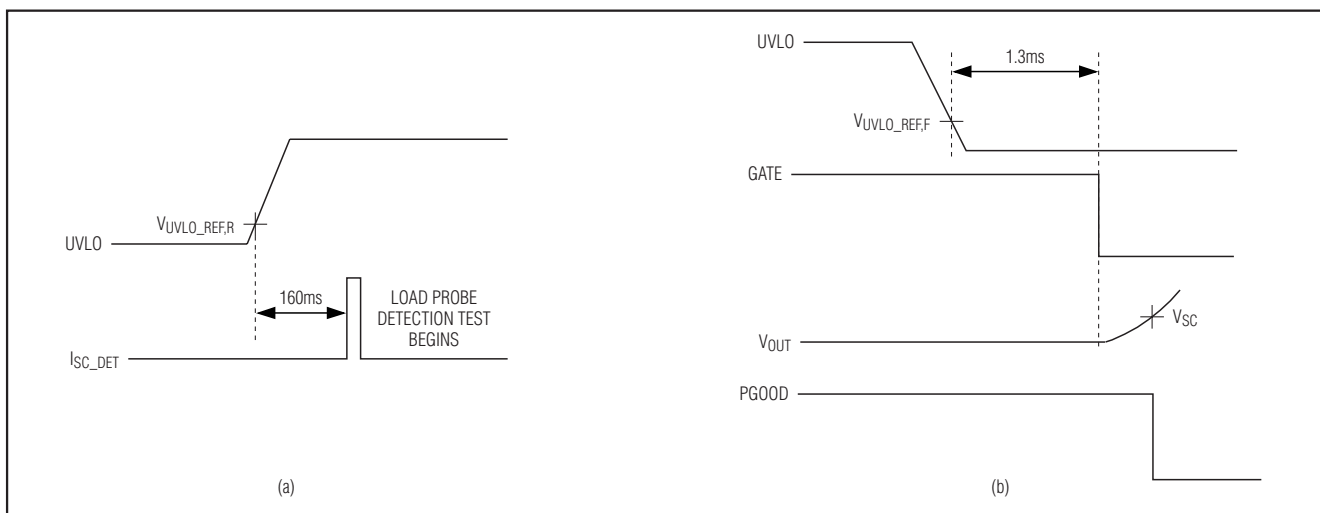 V_UVLO_REF,R
UVLO
160ms
LOAD PROBE
DETECTION TEST
BEGINS
I_SC_DET
(a)
UVLO
1.3ms
V_UVLO_REF,F
GATE
V_SC
V_OUT
PGOOD
(b)